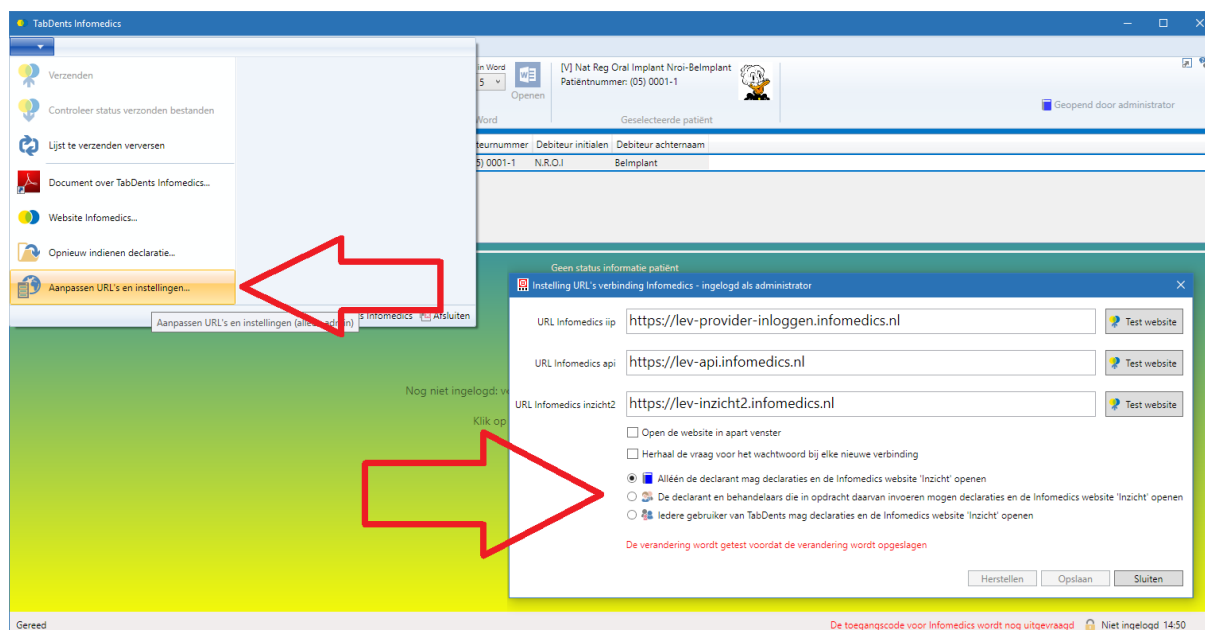 TabDents Infomedics
Verzenden
Controleer status verzonden bestanden
Lijst te verzenden verversen
Document over TabDents Infomedics...
Website Infomedics...
Opnieuw indienen declaratie...
Aanpassen URL's en instellingen...
Aanpassen URL's en instellingen
s Infomedics Afsluiten
in Word
5
Openen
Word
[V] Nat Reg Oral Implant Nroi-BeImplant
Patiëntnummer: (05) 0001-1
Geselecteerde patiënt
Geopend door administrator
teurnummer Debiteur initialen Debiteur achternaam
5) 0001-1 N.R.O.I BeImplant
Geen status informatie patiënt
Nog niet ingelogd:
Klik op
Instelling URL's verbinding Infomedics - ingelogd als administrator
URL Infomedics iip https://lev-provider-inloggen.infomedics.nl Test website
URL Infomedics api https://lev-api.infomedics.nl Test website
URL Infomedics inzicht2 https://lev-inzicht2.infomedics.nl Test website
Open de website in apart venster
Herhaal de vraag voor het wachtwoord bij elke nieuwe verbinding
Alléén de declarant mag declaraties en de Infomedics website 'Inzicht' openen
De declarant en behandelaars die in opdracht daarvan invoeren mogen declaraties en de Infomedics website 'Inzicht' openen
Iedere gebruiker van TabDents mag declaraties en de Infomedics website 'Inzicht' openen
De verandering wordt getest voordat de verandering wordt opgeslagen
Herstellen Opslaan Sluiten
Gereed
De toegangscode voor Infomedics wordt nog uitgevraagd Niet ingelogd 14:50